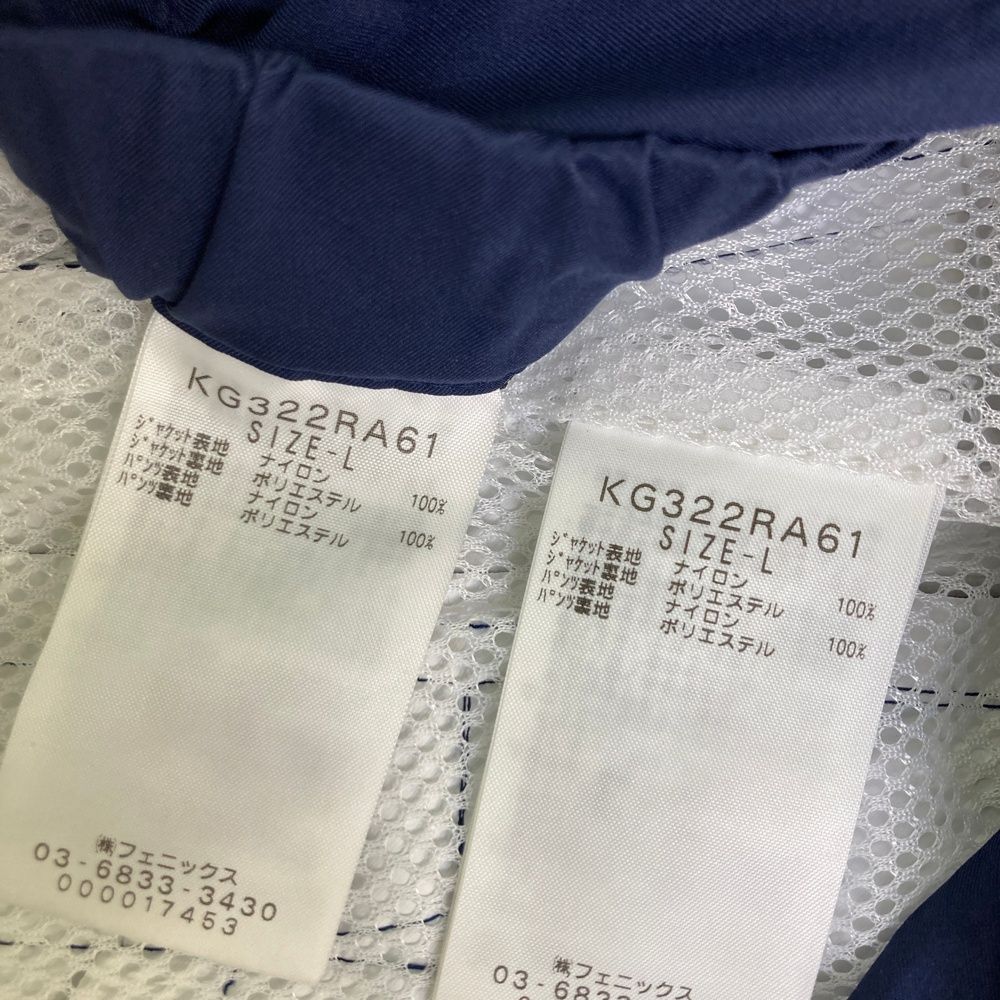 KG322RA61
SIZE-L
ジャケット表地 ナイロン
ジャケット裏地 ポリエステル 100%
パンツ表地 ナイロン
パンツ裏地 ポリエステル 100%
㈱フェニックス
03-6833-3430
000017453
KG322RA61
SIZE-L
ジャケット表地 ナイロン
ジャケット裏地 ポリエステル 100%
パンツ表地 ナイロン
パンツ裏地 ポリエステル 100%
㈱フェニックス
03-6833